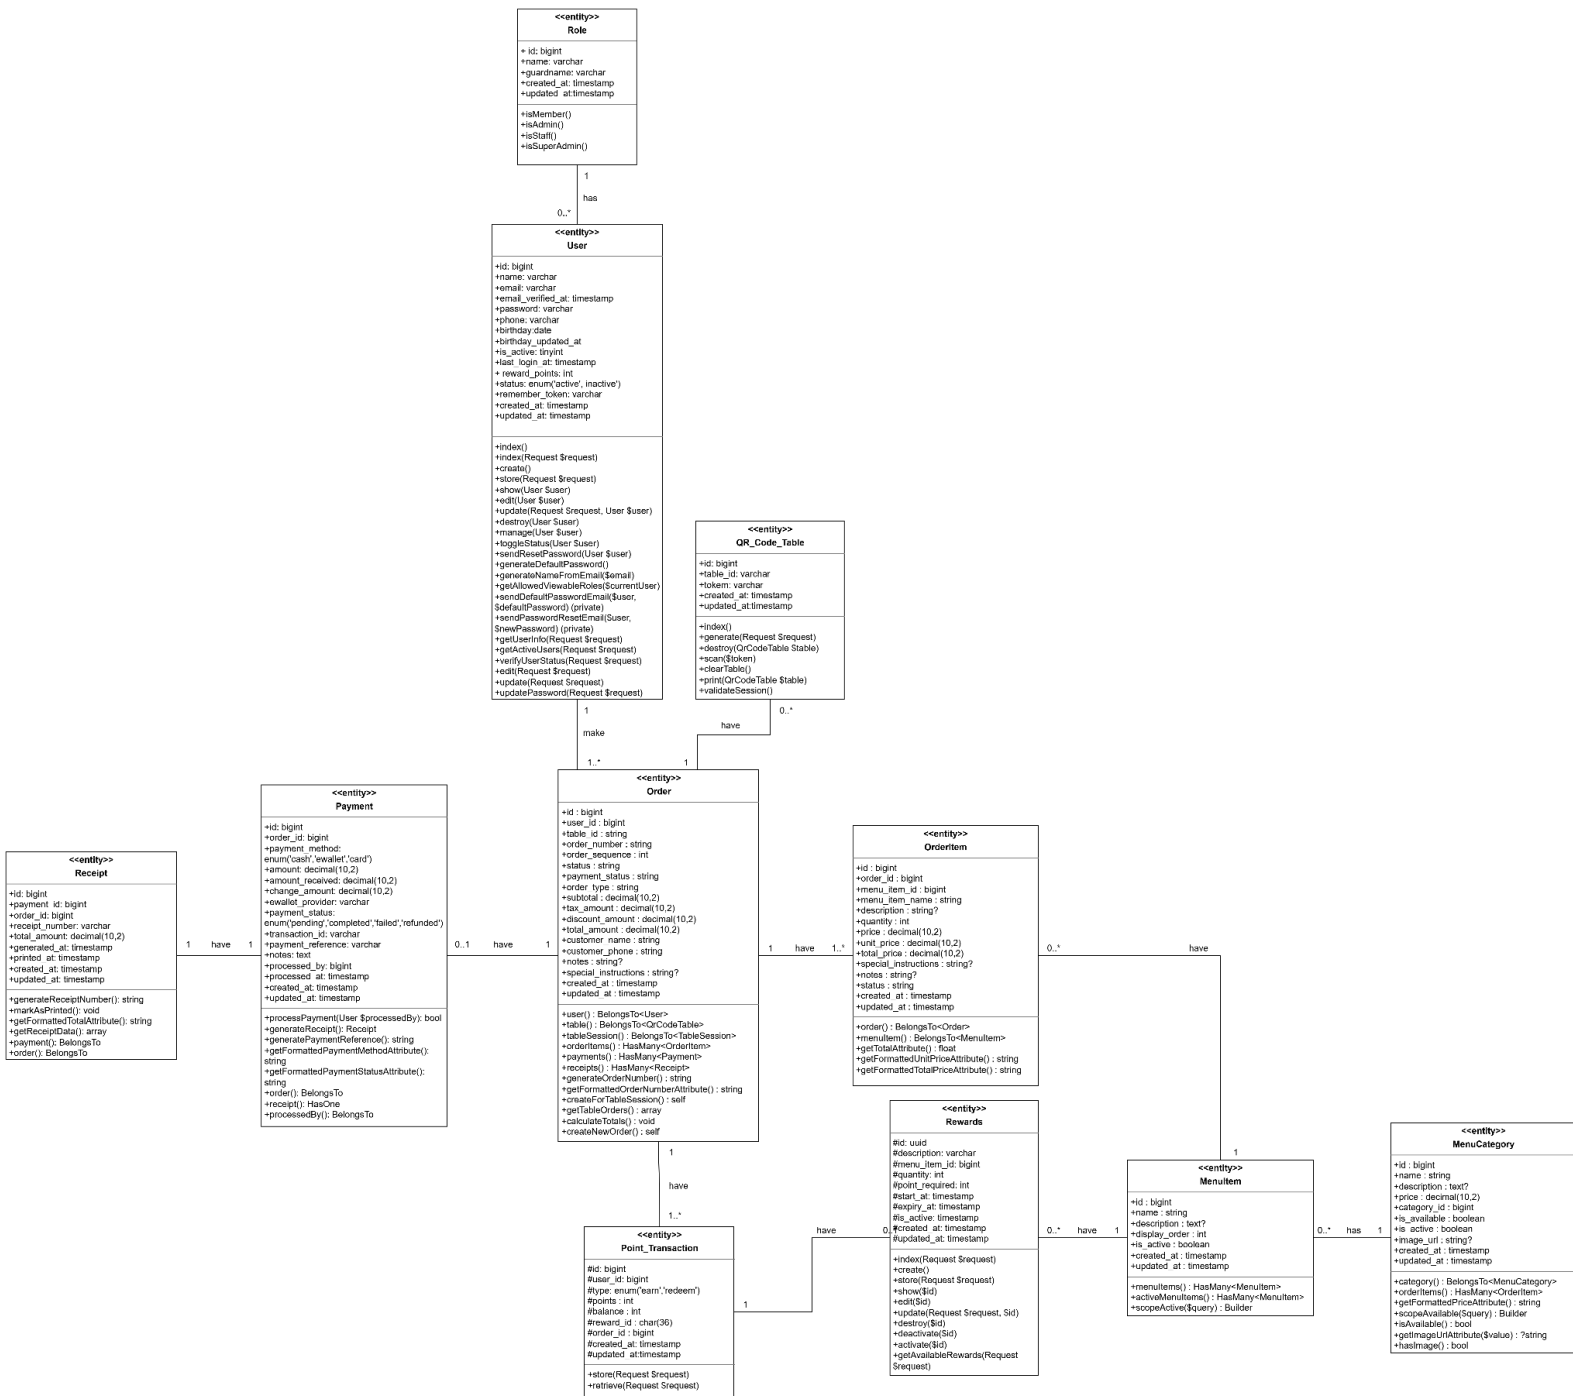 <<entity>>
Role
+ id: bigint
+name: varchar
+guardname: varchar
+created_at: timestamp
+updated_at:timestamp
+isMember()
+isAdmin()
+isStaff()
+isSuperAdmin()
1
has
0..*
<<entity>>
User
+id: bigint
+name: varchar
+email: varchar
+email_verified_at: timestamp
+password: varchar
+phone: varchar
+birthday:date
+birthday_updated_at
+is_active: tinyint
+last_login_at: timestamp
+ reward_points: int
+status: enum('active', inactive')
+remember_token: varchar
+created_at: timestamp
+updated_at: timestamp
+index()
+index(Request $request)
+create()
+store(Request $request)
+show(User $user)
+edit(User $user)
+update(Request $request, User $user)
+destroy(User $user)
+manage(User $user)
+toggleStatus(User $user)
+sendResetPassword(User $user)
+generateDefaultPassword()
+generateNameFromEmail($email)
+getAllowedViewableRoles($currentUser)
+sendDefaultPasswordEmail($user,
$defaultPassword) (private)
+sendPasswordResetEmail($user,
$newPassword) (private)
+getUserInfo(Request $request)
+getActiveUsers(Request $request)
+verifyUserStatus(Request $request)
+edit(Request $request)
+update(Request $request)
+updatePassword(Request $request)
<<entity>>
QR_Code_Table
+id: bigint
+table_id: varchar
+tokem: varchar
+created_at: timestamp
+updated_at:timestamp
+index()
+generate(Request $request)
+destroy(QrCodeTable $table)
+scan($token)
+clearTable()
+print(QrCodeTable $table)
+validateSession()
1
make
1..*
0..*
have
1
<<entity>>
Receipt
+id: bigint
+payment_id: bigint
+order_id: bigint
+receipt_number: varchar
+total_amount: decimal(10,2)
+generated_at: timestamp
+printed_at: timestamp
+created_at: timestamp
+updated_at: timestamp
+generateReceiptNumber(): string
+markAsPrinted(): void
+getFormattedTotalAttribute(): string
+getReceiptData(): array
+payment(): BelongsTo
+order(): BelongsTo
1 have 1
<<entity>>
Payment
+id: bigint
+order_id: bigint
+payment_method:
enum('cash','ewallet','card')
+amount: decimal(10,2)
+amount_received: decimal(10,2)
+change_amount: decimal(10,2)
+ewallet_provider: varchar
+payment_status:
enum('pending','completed','failed','refunded')
+transaction_id: varchar
+payment_reference: varchar
+notes: text
+processed_by: bigint
+processed_at: timestamp
+created_at: timestamp
+updated_at: timestamp
+processPayment(User $processedBy): bool
+generateReceipt(): Receipt
+generatePaymentReference(): string
+getFormattedPaymentMethodAttribute():
string
+getFormattedPaymentStatusAttribute():
string
+order(): BelongsTo
+receipt(): HasOne
+processedBy(): BelongsTo
0..1 have 1
<<entity>>
Order
+id : bigint
+user_id : bigint
+table_id : string
+order_number : string
+order_sequence : int
+status : string
+payment_status : string
+order_type : string
+subtotal : decimal(10,2)
+tax_amount : decimal(10,2)
+discount_amount : decimal(10,2)
+total_amount : decimal(10,2)
+customer_name : string
+customer_phone : string
+notes : string?
+special_instructions : string?
+created_at : timestamp
+updated_at : timestamp
+user() : BelongsTo<User>
+table() : BelongsTo<QrCodeTable>
+tableSession() : BelongsTo<TableSession>
+orderItems() : HasMany<OrderItem>
+payments() : HasMany<Payment>
+receipts() : HasMany<Receipt>
+generateOrderNumber() : string
+getFormattedOrderNumberAttribute() : string
+createForTableSession() : self
+getTableOrders() : array
+calculateTotals() : void
+createNewOrder() : self
1 have 1..*
<<entity>>
OrderItem
+id : bigint
+order_id : bigint
+menu_item_id : bigint
+menu_item_name : string
+description : string?
+quantity : int
+price : decimal(10,2)
+unit_price : decimal(10,2)
+total_price : decimal(10,2)
+special_instructions : string?
+notes : string?
+status : string
+created_at : timestamp
+updated_at : timestamp
+order() : BelongsTo<Order>
+menuItem() : BelongsTo<MenuItem>
+getTotalAttribute() : float
+getFormattedUnitPriceAttribute() : string
+getFormattedTotalPriceAttribute() : string
0..*
have
1
1
have
1..*
<<entity>>
Point_Transaction
#id: bigint
#user_id: bigint
#type: enum('earn','redeem')
#points : int
#balance : int
#reward_id : char(36)
#order_id : bigint
#created_at: timestamp
#updated_at:timestamp
+store(Request $request)
+retrieve(Request $request)
1
have
<<entity>>
Rewards
#id: uuid
#description: varchar
#menu_item_id: bigint
#quantity: int
#point_required: int
#start_at: timestamp
#expiry_at: timestamp
#is_active: timestamp
#created_at: timestamp
#updated_at: timestamp
+index(Request $request)
+create()
+store(Request $request)
+show($id)
+edit($id)
+update(Request $request, $id)
+destroy($id)
+deactivate($id)
+activate($id)
+getAvailableRewards(Request
$request)
0..* have 1
<<entity>>
MenuItem
+id : bigint
+name : string
+description : text?
+display_order : int
+is_active : boolean
+created_at : timestamp
+updated_at : timestamp
+menuItems() : HasMany<MenuItem>
+activeMenuItems() : HasMany<MenuItem>
+scopeActive($query) : Builder
0..* has 1
<<entity>>
MenuCategory
+id : bigint
+name : string
+description : text?
+price : decimal(10,2)
+category_id : bigint
+is_available : boolean
+is_active : boolean
+image_url : string?
+created_at : timestamp
+updated_at : timestamp
+category() : BelongsTo<MenuCategory>
+orderItems() : HasMany<OrderItem>
+getFormattedPriceAttribute() : string
+scopeAvailable($query) : Builder
+isAvailable() : bool
+getImageUrlAttribute($value) : ?string
+hasImage() : bool